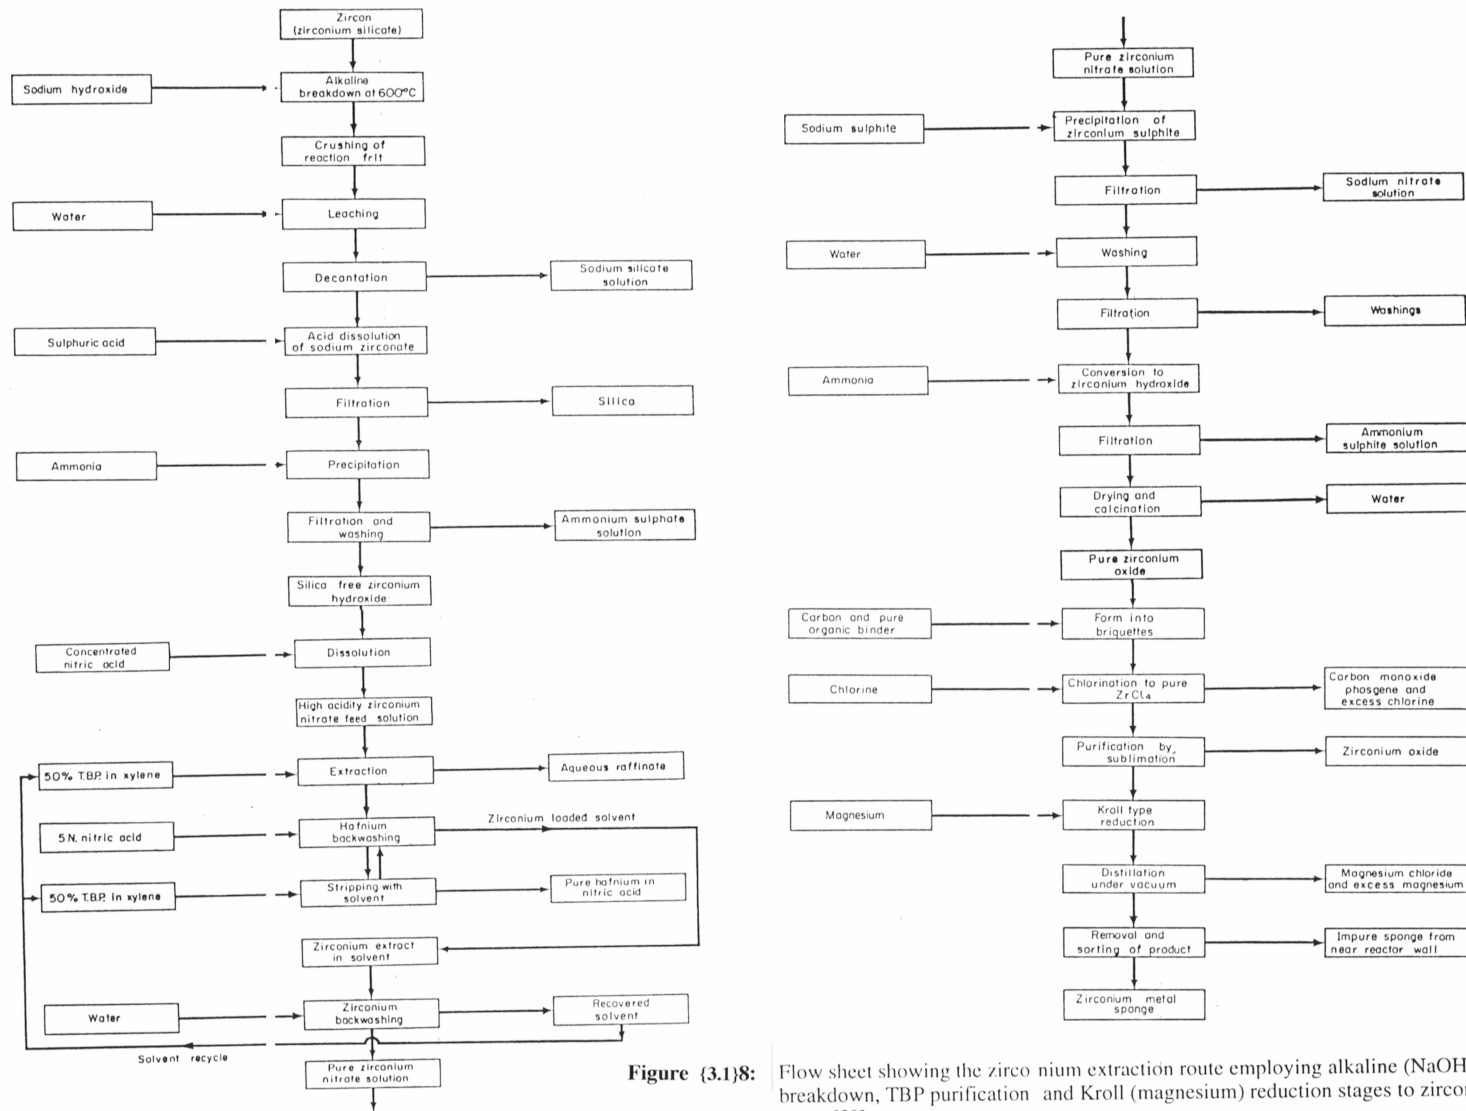 Zircon
(zirconium silicate)
Sodium hydroxide
Alkaline
breakdown at 600°C
Crushing of
reaction frit
Water
Leaching
Decantation
Sodium silicate
solution
Sulphuric acid
Acid dissolution
of sodium zirconate
Filtration
Silica
Ammonia
Precipitation
Filtration and
washing
Ammonium sulphate
solution
Silica free zirconium
hydroxide
Concentrated
nitric acid
Dissolution
High acidity zirconium
nitrate feed solution
50% T.B.P. in xylene
Extraction
Aqueous raffinate
5N. nitric acid
Hafnium
backwashing
Zirconium loaded solvent
50% T.B.P. in xylene
Stripping with
solvent
Pure hafnium in
nitric acid
Zirconium extract
in solvent
Water
Zirconium
backwashing
Recovered
solvent
Solvent recycle
Pure zirconium
nitrate solution
Pure zirconium
nitrate solution
Sodium sulphite
Precipitation of
zirconium sulphite
Filtration
Sodium nitrate
solution
Water
Washing
Filtration
Washings
Ammonia
Conversion to
zirconium hydroxide
Filtration
Ammonium
sulphite solution
Drying and
calcination
Water
Pure zirconium
oxide
Carbon and pure
organic binder
Form into
briquettes
Chlorine
Chlorination to pure
ZrCl₄
Carbon monoxide
phosgene and
excess chlorine
Purification by
sublimation
Zirconium oxide
Magnesium
Kroll type
reduction
Distillation
under vacuum
Magnesium chloride
and excess magnesium
Removal and
sorting of product
Impure sponge from
near reactor wall
Zirconium metal
sponge
Figure {3.1}8: Flow sheet showing the zirco nium extraction route employing alkaline (NaOH
breakdown, TBP purification and Kroll (magnesium) reduction stages to zirco